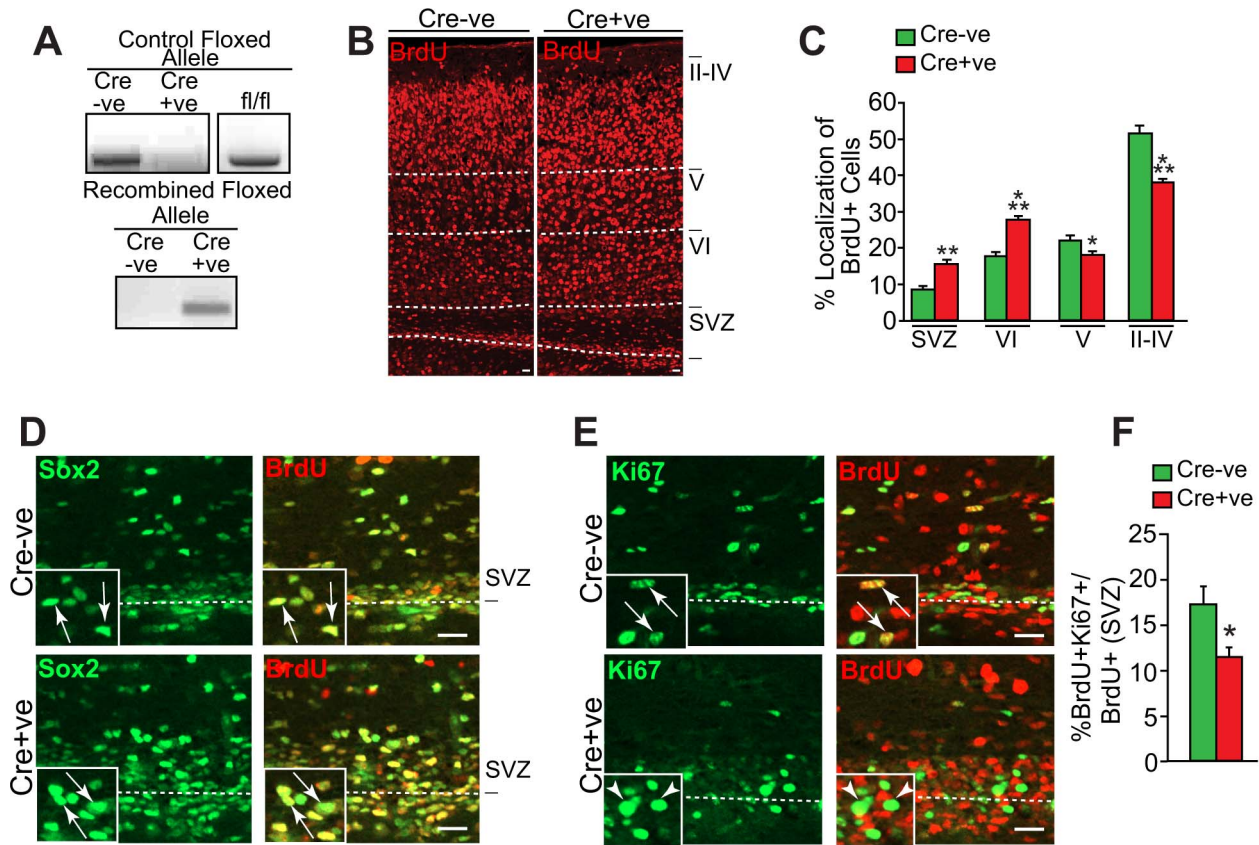 A
Control Floxed
Allele
Cre
-ve
Cre
+ve
fl/fl
Recombined
Floxed
Allele
Cre
-ve
Cre
+ve
B
Cre-ve
Cre+ve
BrdU
BrdU
II-IV
V
VI
SVZ
C
Cre-ve
Cre+ve
% Localization of
BrdU+ Cells
60
50
40
30
20
10
0
**
*
**
*
*
**
SVZ
VI
V
II-IV
D
Cre-ve
Sox2
BrdU
SVZ
Cre+ve
Sox2
BrdU
SVZ
E
Cre-ve
Ki67
BrdU
Cre+ve
Ki67
BrdU
F
Cre-ve
Cre+ve
%BrdU+Ki67+/
BrdU+ (SVZ)
25
20
15
10
5
0
*